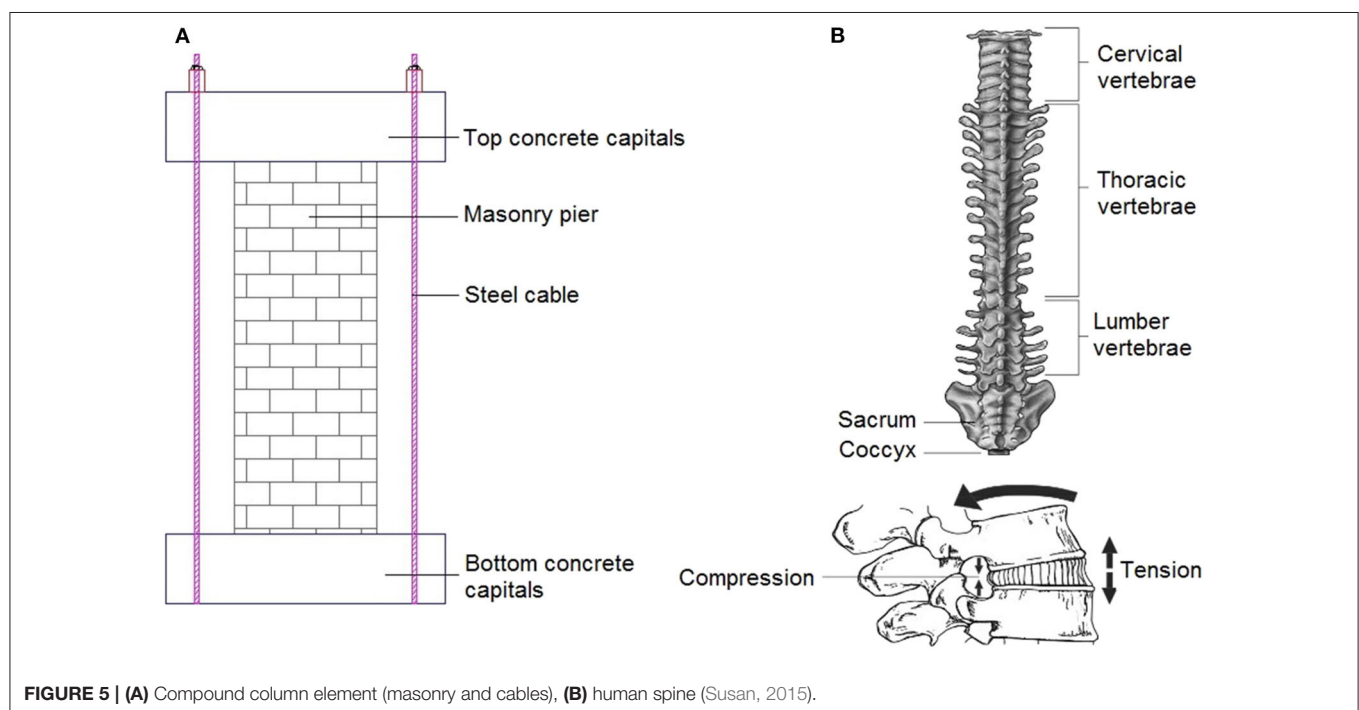 A
Top concrete capitals
Masonry pier
Steel cable
Bottom concrete
capitals
B
Cervical
vertebrae
Thoracic
vertebrae
Lumber
vertebrae
Sacrum
Coccyx
Compression
Tension
FIGURE 5 | (A) Compound column element (masonry and cables), (B) human spine (Susan, 2015).